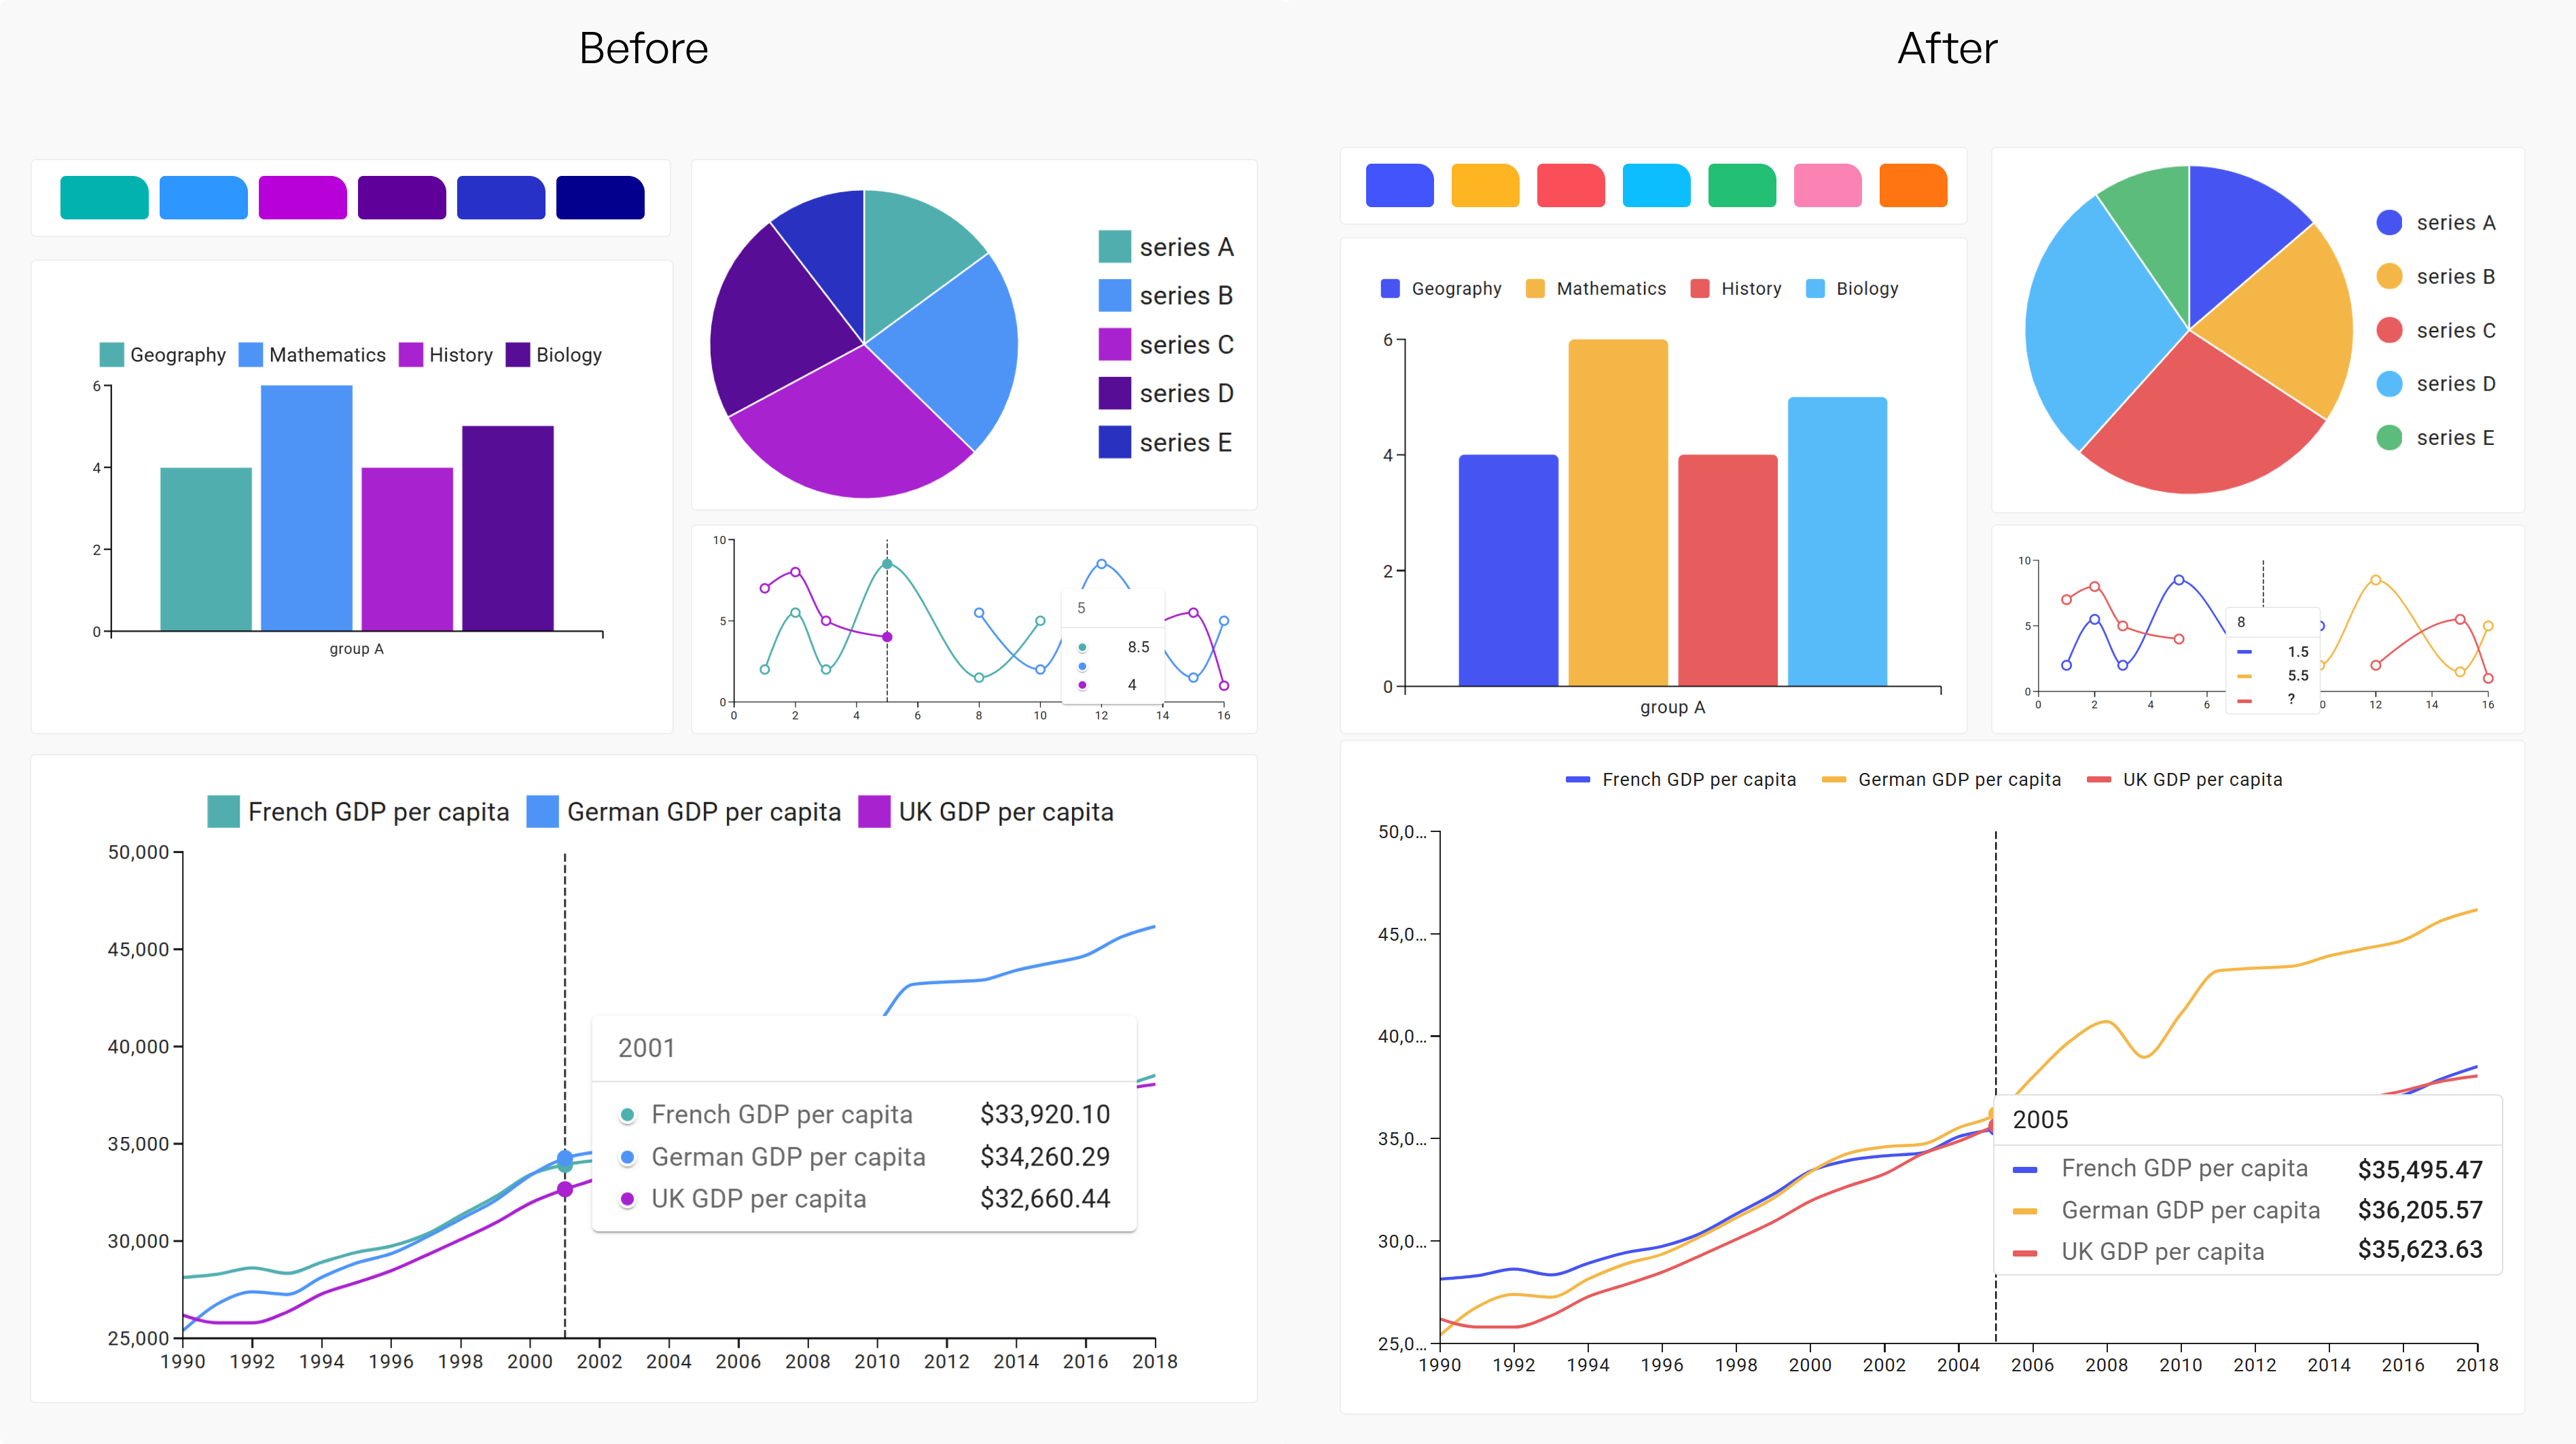 Before
Geography Mathematics History Biology
6
4
2
0
group A
series A
series B
series C
series D
series E
10
5
0
0 2 4 6 8 10 12 14 16
5
8.5
4
French GDP per capita German GDP per capita UK GDP per capita
50,000
45,000
40,000
35,000
30,000
25,000
1990 1992 1994 1996 1998 2000 2002 2004 2006 2008 2010 2012 2014 2016 2018
2001
French GDP per capita $33,920.10
German GDP per capita $34,260.29
UK GDP per capita $32,660.44
After
Geography Mathematics History Biology
6
4
2
0
group A
series A
series B
series C
series D
series E
10
5
0
0 2 4 6 0 12 14 16
8
1.5
5.5
?
French GDP per capita German GDP per capita UK GDP per capita
50,0...
45,0...
40,0...
35,0...
30,0...
25,0...
1990 1992 1994 1996 1998 2000 2002 2004 2006 2008 2010 2012 2014 2016 2018
2005
French GDP per capita $35,495.47
German GDP per capita $36,205.57
UK GDP per capita $35,623.63